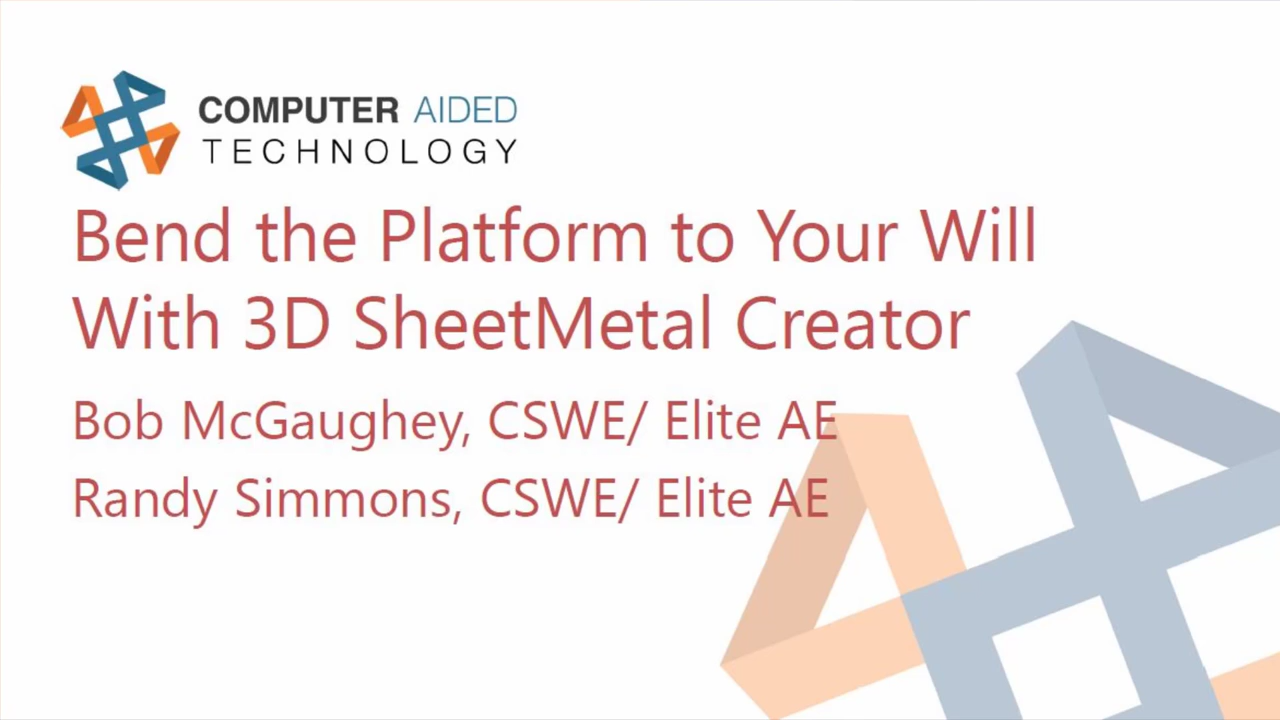 COMPUTER AIDED
TECHNOLOGY
Bend the Platform to Your Will
With 3D SheetMetal Creator
Bob McGaughey, CSWE/ Elite AE
Randy Simmons, CSWE/ Elite AE